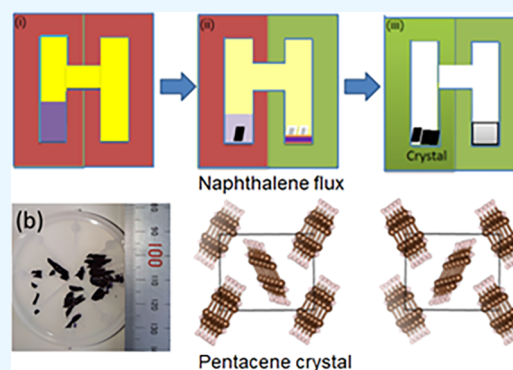 (i)
(ii)
(iii)
Crystal
Naphthalene flux
(b)
100
Pentacene crystal